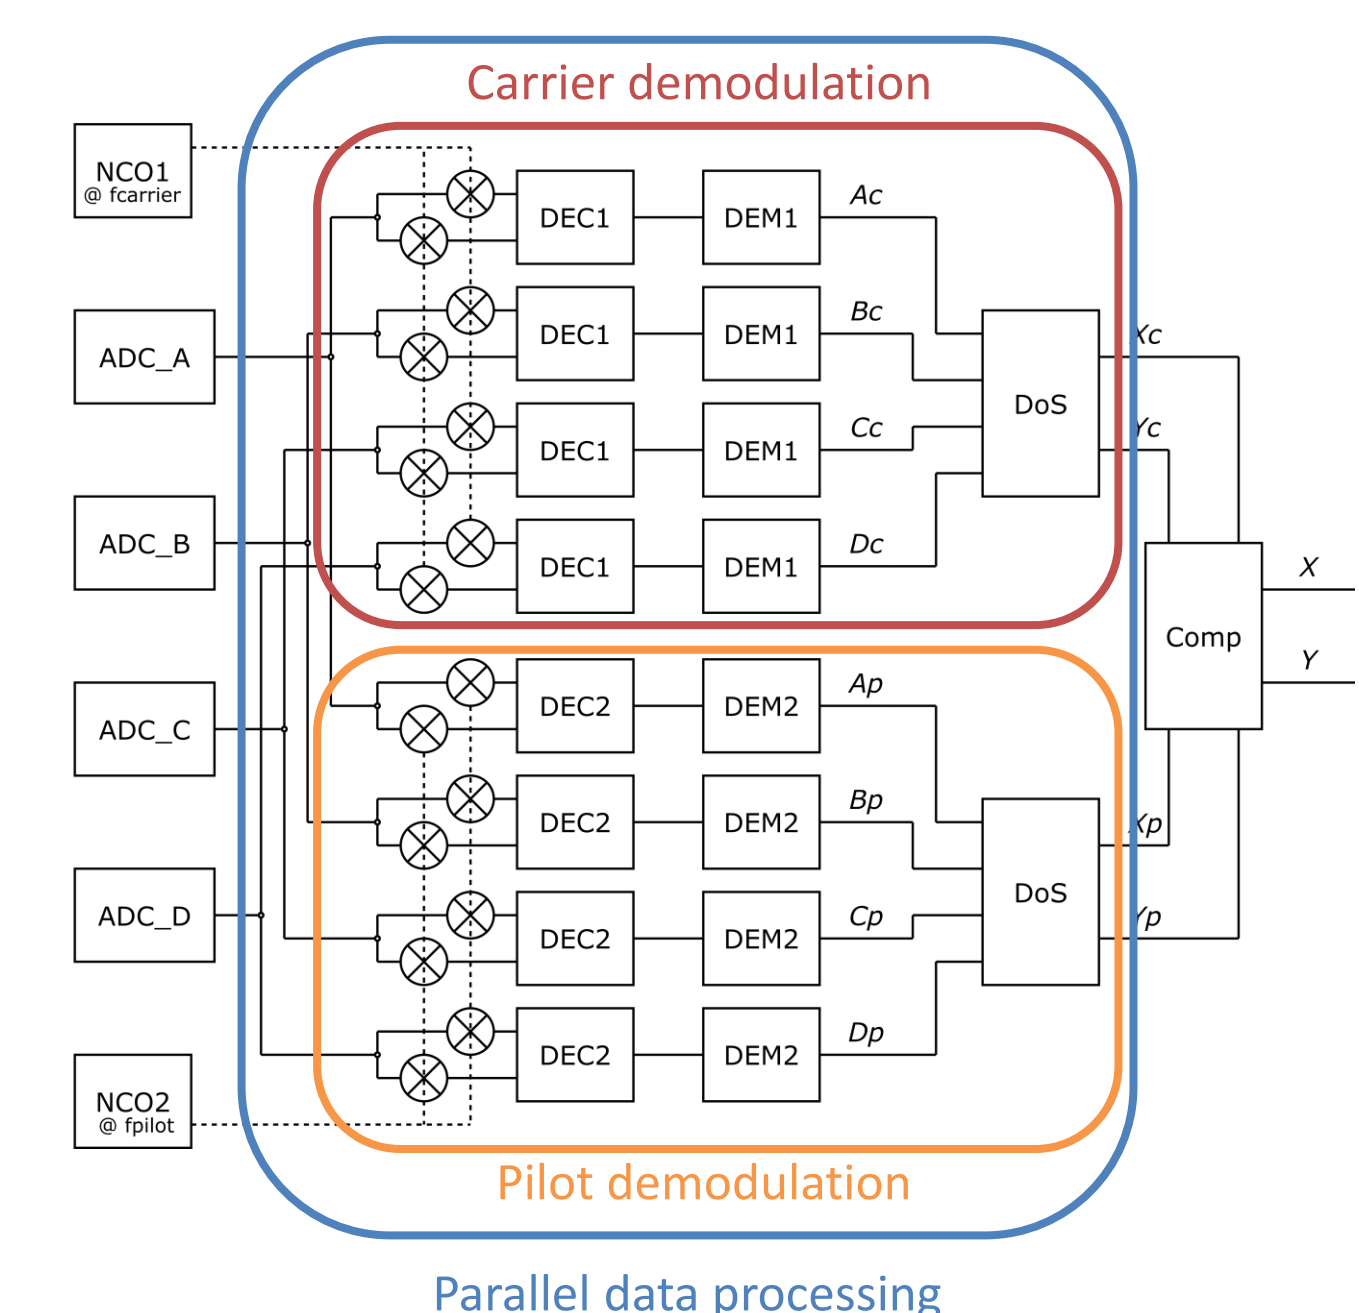 Carrier demodulation
NCO1
@ fcarrier
DEC1
DEM1
Ac
ADC_A
DEC1
DEM1
Bc
DoS
Xc
DEC1
DEM1
Cc
Yc
ADC_B
DEC1
DEM1
Dc
X
Comp
Y
ADC_C
DEC2
DEM2
Ap
DEC2
DEM2
Bp
DoS
Xp
ADC_D
DEC2
DEM2
Cp
Yp
DEC2
DEM2
Dp
NCO2
@ fpilot
Pilot demodulation
Parallel data processing